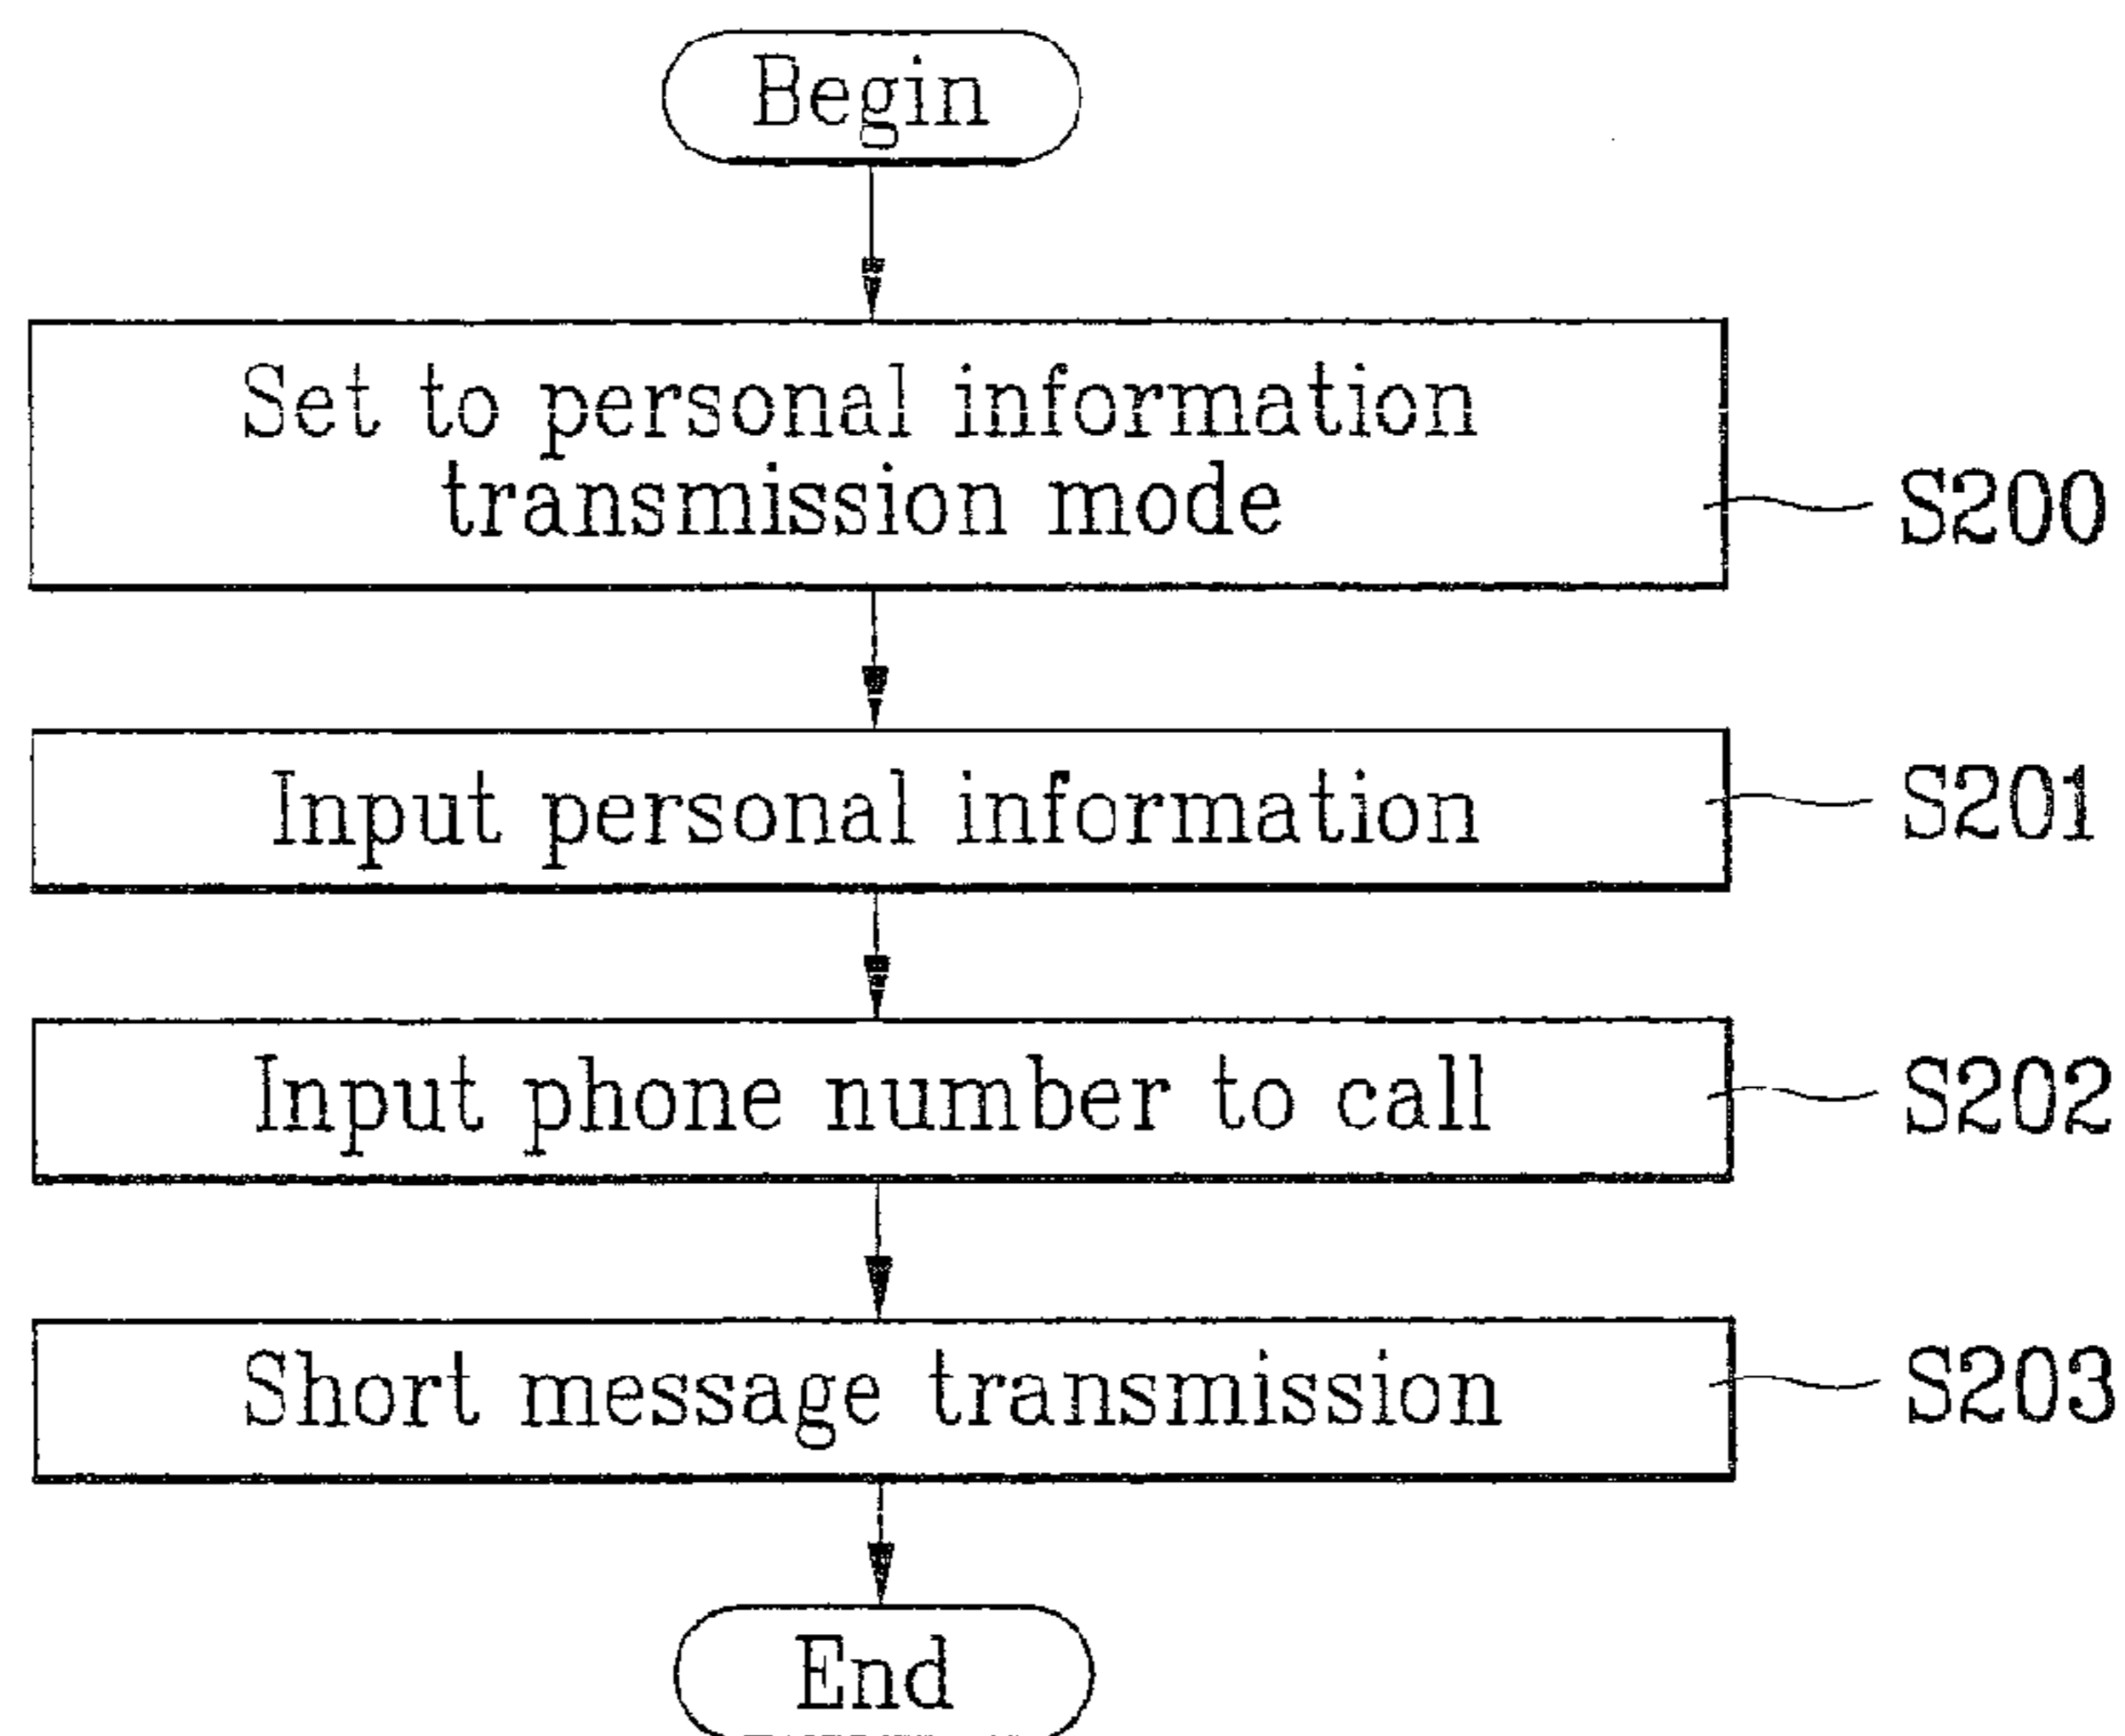 Begin
Set to personal information
transmission mode
S200
Input personal information
S201
Input phone number to call
S202
Short message transmission
S203
End